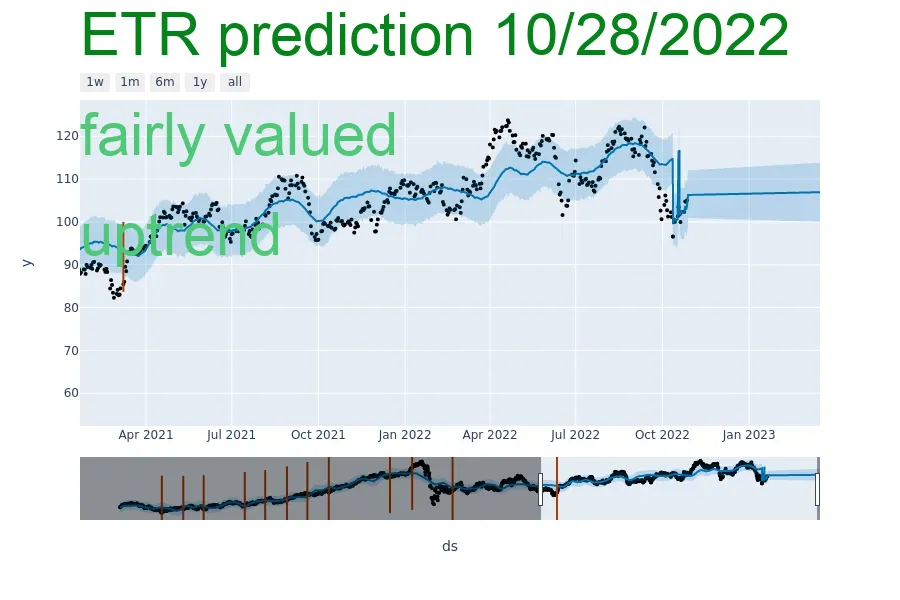 ETR prediction 10/28/2022
1w 1m 6m 1y all
fairly valued
uptrend
y
120
110
100
90
80
70
60
Apr 2021 Jul 2021 Oct 2021 Jan 2022 Apr 2022 Jul 2022 Oct 2022 Jan 2023
ds